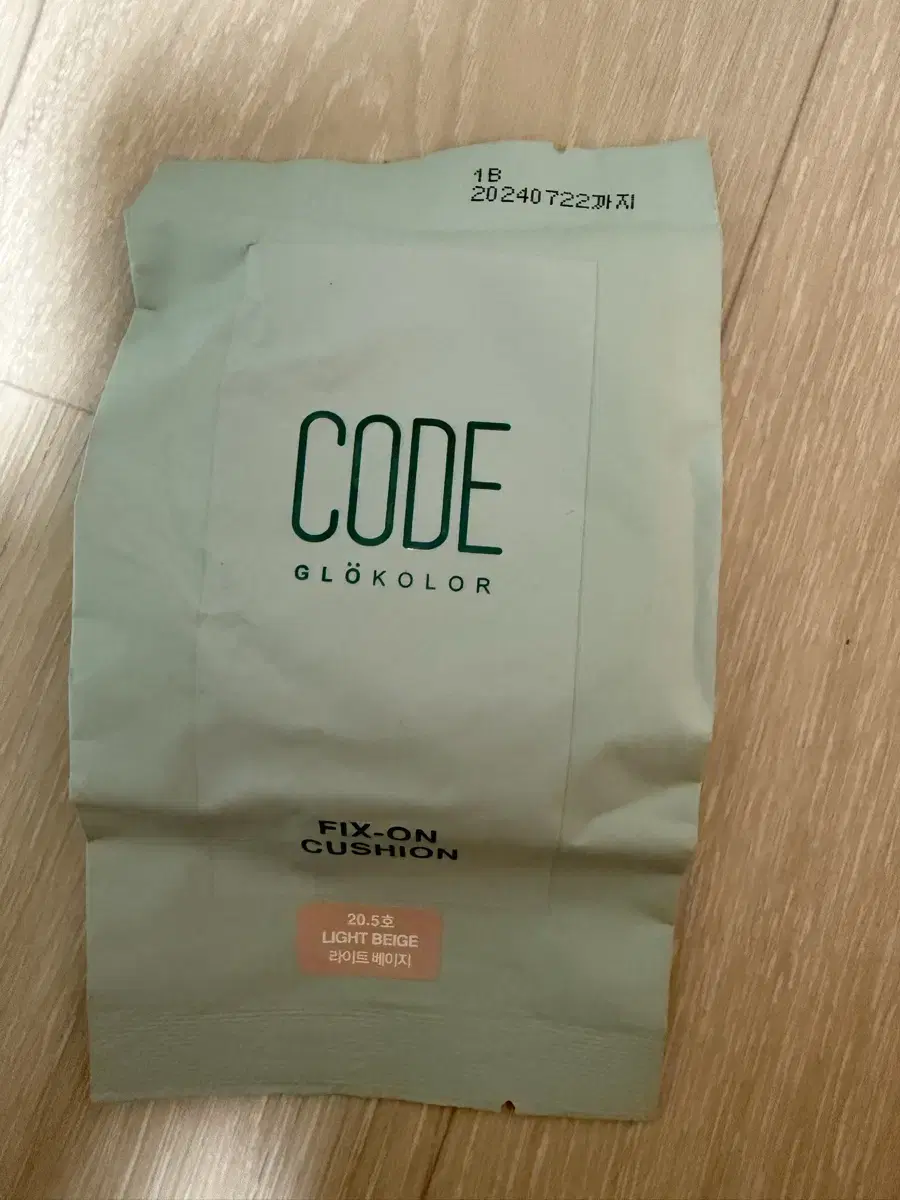 1B
20240722까지
CODE
GLÖKOLOR
FIX-ON
CUSHION
20.5호
LIGHT BEIGE
라이트 베이지